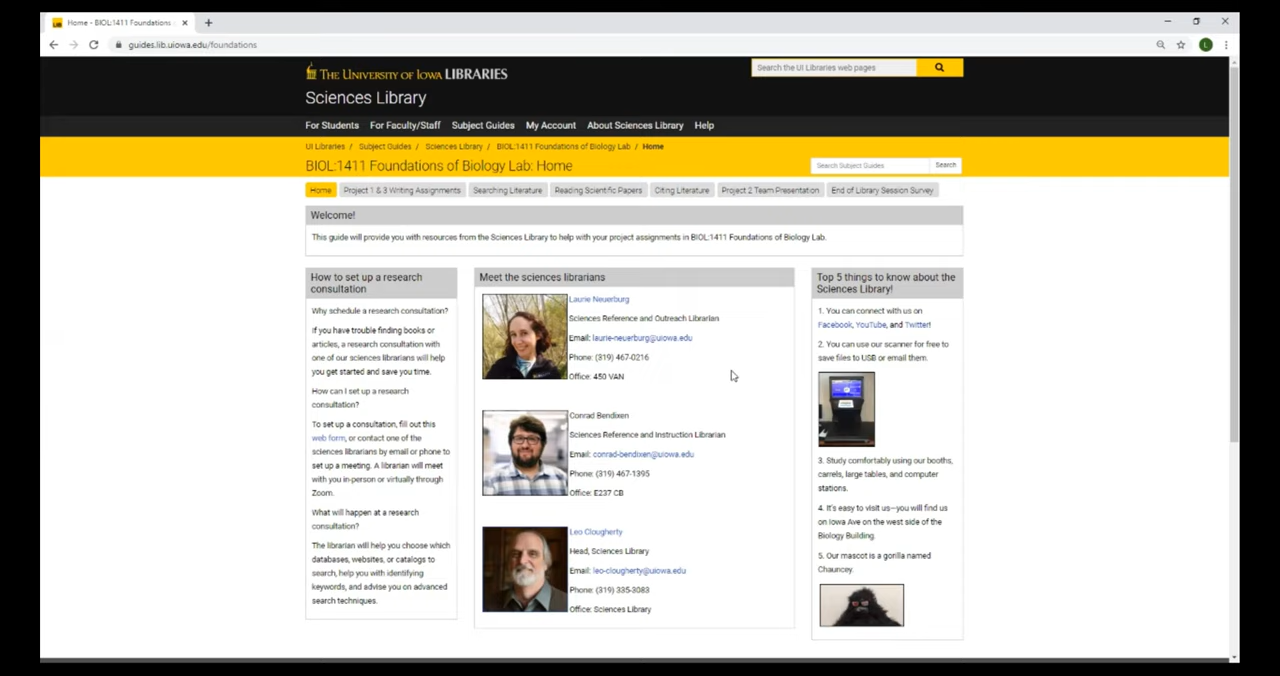 Home - BIOL:1411 Foundations
guides.lib.uiowa.edu/foundations
L
THE UNIVERSITY OF IOWA LIBRARIES
Search the UI Libraries web pages
Sciences Library
For Students For Faculty/Staff Subject Guides My Account About Sciences Library Help
UI Libraries / Subject Guides / Sciences Library / BIOL:1411 Foundations of Biology Lab / Home
BIOL:1411 Foundations of Biology Lab: Home
Search Subject Guides Search
Home Project 1 & 3 Writing Assignments Searching Literature Reading Scientific Papers Citing Literature Project 2 Team Presentation End of Library Session Survey
Welcome!
This guide will provide you with resources from the Sciences Library to help with your project assignments in BIOL:1411 Foundations of Biology Lab.
How to set up a research
consultation
Why schedule a research consultation?
If you have trouble finding books or
articles, a research consultation with
one of our sciences librarians will help
you get started and save you time.
How can I set up a research
consultation?
To set up a consultation, fill out this
web form, or contact one of the
sciences librarians by email or phone to
set up a meeting. A librarian will meet
with you in-person or virtually through
Zoom.
What will happen at a research
consultation?
The librarian will help you choose which
databases, websites, or catalogs to
search, help you with identifying
keywords, and advise you on advanced
search techniques.
Meet the sciences librarians
Laurie Neuerburg
Sciences Reference and Outreach Librarian
Email: laurie-neuerburg@uiowa.edu
Phone: (319) 467-0216
Office: 450 VAN
Conrad Bendixen
Sciences Reference and Instruction Librarian
Email: conrad-bendixen@uiowa.edu
Phone: (319) 467-1395
Office: E237 CB
Leo Clougherty
Head, Sciences Library
Email: leo-clougherty@uiowa.edu
Phone: (319) 335-3083
Office: Sciences Library
Top 5 things to know about the
Sciences Library!
1. You can connect with us on
Facebook, YouTube, and Twitter!
2. You can use our scanner for free to
save files to USB or email them.
3. Study comfortably using our booths,
carrels, large tables, and computer
stations.
4. It's easy to visit us—you will find us
on Iowa Ave on the west side of the
Biology Building.
5. Our mascot is a gorilla named
Chauncey.